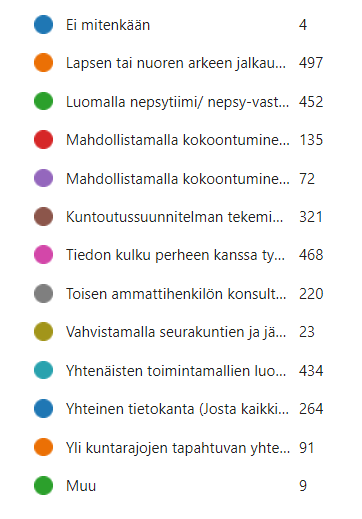 Ei mitenkään 4
Lapsen tai nuoren arkeen jalkau... 497
Luomalla nepsytiimi/ nepsy-vast... 452
Mahdollistamalla kokoontumine... 135
Mahdollistamalla kokoontumine... 72
Kuntoutussuunnitelman tekemi... 321
Tiedon kulku perheen kanssa ty... 468
Toisen ammattihenkilön konsult... 220
Vahvistamalla seurakuntien ja jä... 23
Yhtenäisten toimintamallien luo... 434
Yhteinen tietokanta (Josta kaikki... 264
Yli kuntarajojen tapahtuvan yhte... 91
Muu 9